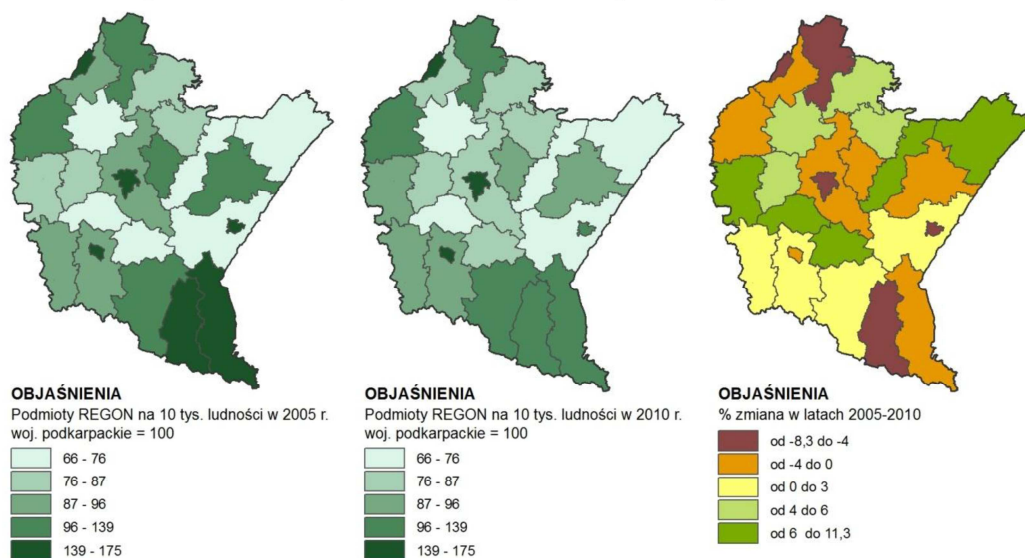 OBJAŚNIENIA
Podmioty REGON na 10 tys. ludności w 2005 r.
woj. podkarpackie = 100
66 - 76
76 - 87
87 - 96
96 - 139
139 - 175
OBJAŚNIENIA
Podmioty REGON na 10 tys. ludności w 2010 r.
woj. podkarpackie = 100
66 - 76
76 - 87
87 - 96
96 - 139
139 - 175
OBJAŚNIENIA
% zmiana w latach 2005-2010
od -8,3 do -4
od -4 do 0
od 0 do 3
od 4 do 6
od 6 do 11,3